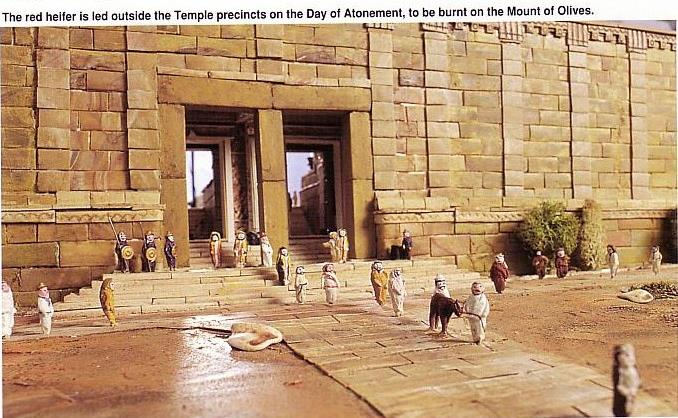 The red heifer is led outside the Temple precincts on the Day of Atonement, to be burnt on the Mount of Olives.